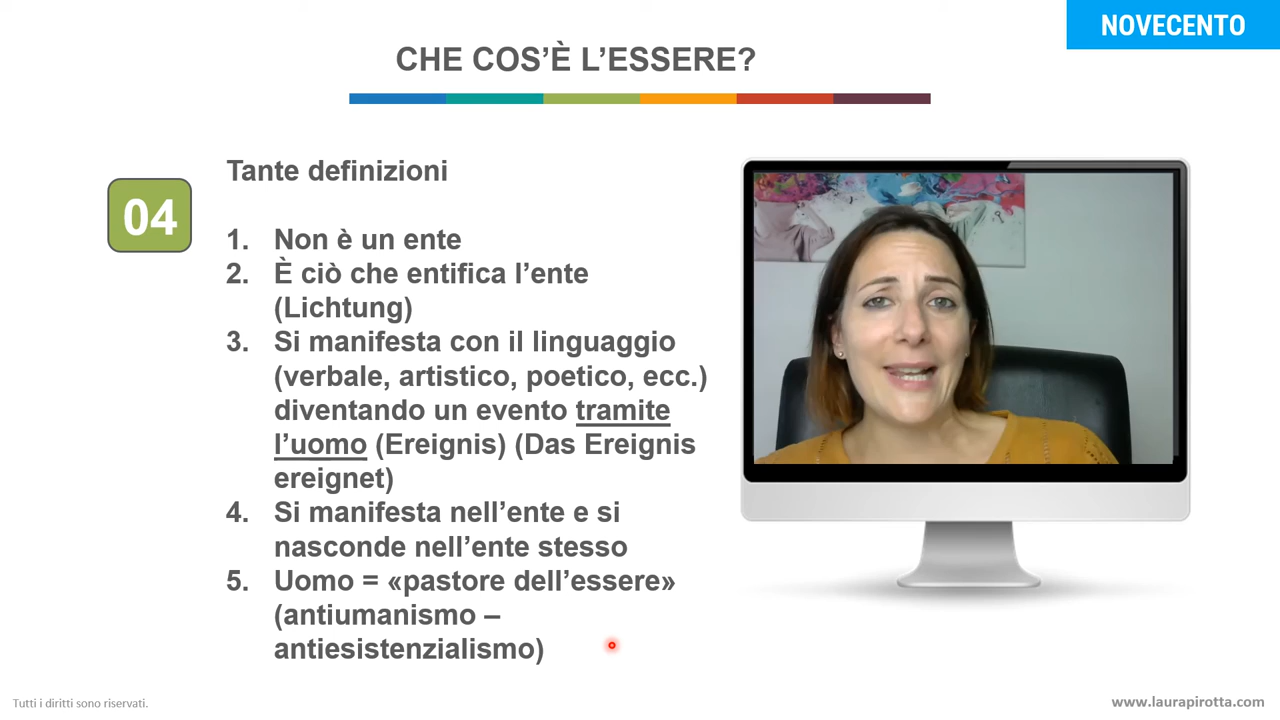 NOVECENTO
CHE COS’È L’ESSERE?
04
Tante definizioni
1. Non è un ente
2. È ciò che entifica l’ente
(Lichtung)
3. Si manifesta con il linguaggio
(verbale, artistico, poetico, ecc.)
diventando un evento tramite
l’uomo (Ereignis) (Das Ereignis
ereignet)
4. Si manifesta nell’ente e si
nasconde nell’ente stesso
5. Uomo = «pastore dell’essere»
(antiumanismo –
antiesistenzialismo)
Tutti i diritti sono riservati.
www.laurapirotta.com